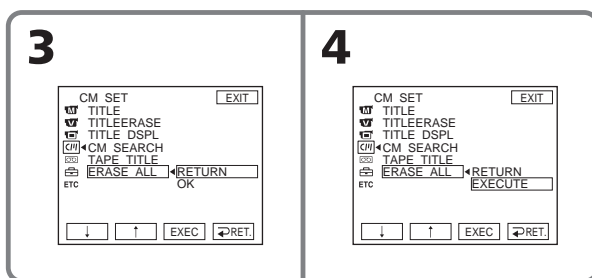 3
CM SET EXIT
TITLE
TITLEERASE
TITLE DSPL
CM SEARCH
TAPE TITLE
ERASE ALL RETURN
ETC OK
↓ ↑ EXEC RET.
4
CM SET EXIT
TITLE
TITLEERASE
TITLE DSPL
CM SEARCH
TAPE TITLE
ERASE ALL RETURN
ETC EXECUTE
↓ ↑ EXEC RET.